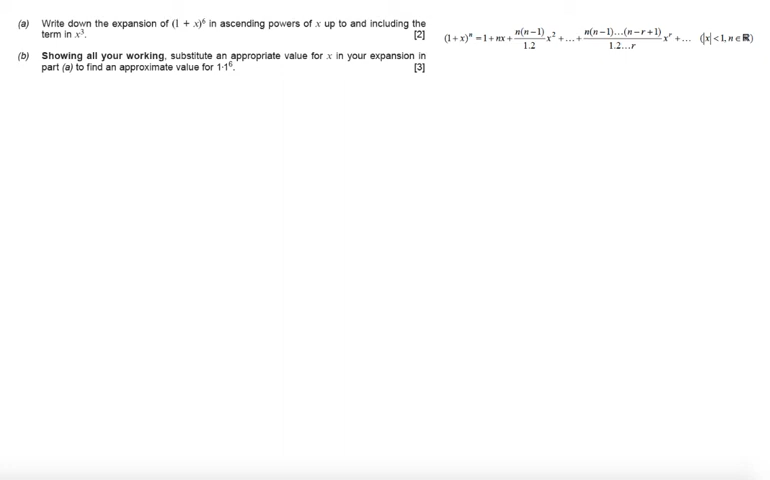 (a) Write down the expansion of (1 + x)⁶ in ascending powers of x up to and including the
term in x³. [2]
(b) Showing all your working, substitute an appropriate value for x in your expansion in
part (a) to find an approximate value for 1·1⁶. [3]
(1+x)ⁿ = 1 + nx + n(n−1)/1.2 x² + … + n(n−1)…(n−r+1)/1.2…r xʳ + … (|x| < 1, n ∈ ℝ)